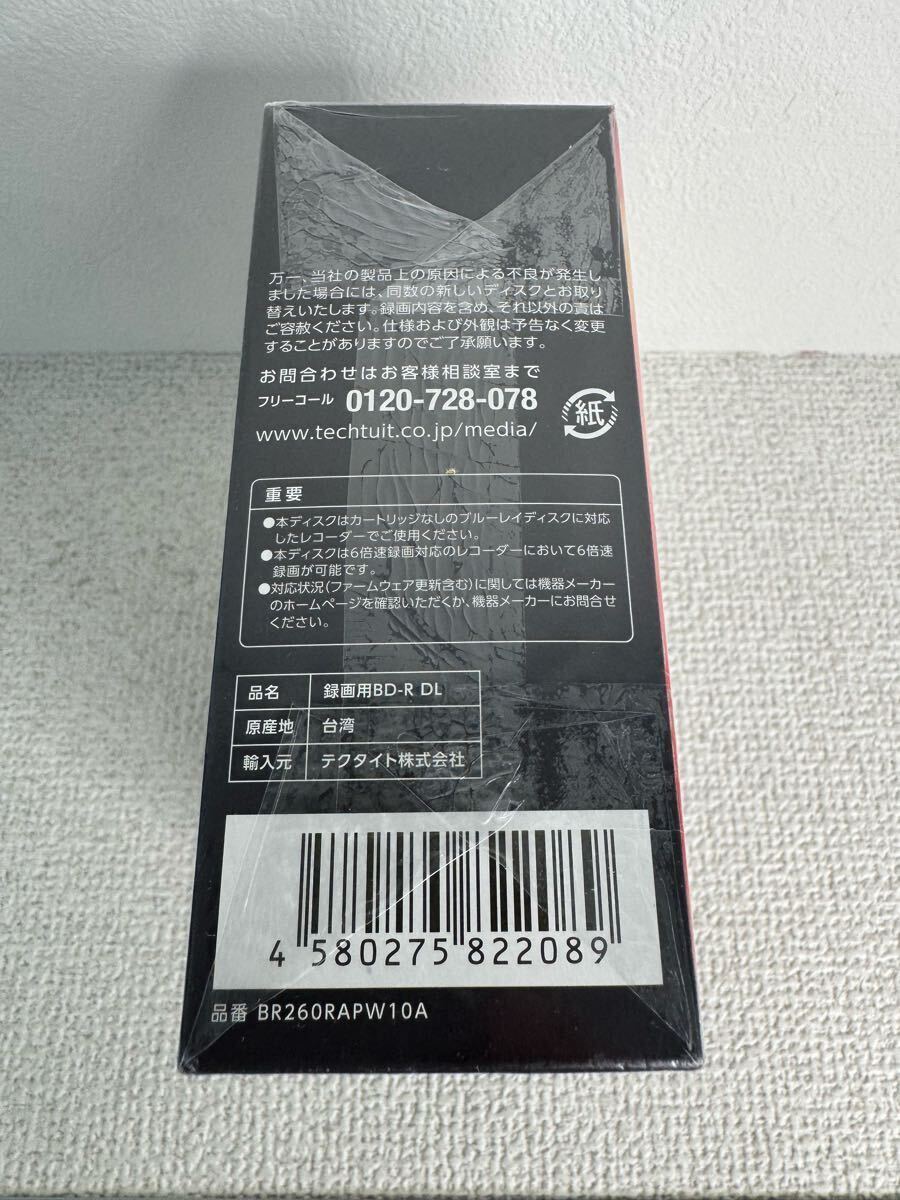 万一、当社の製品上の原因による不良が発生し
ました場合には、同数の新しいディスクとお取り
替えいたします。録画内容を含め、それ以外の責は
ご容赦ください。仕様および外観は予告なく変更
することがありますのでご了承願います。
お問合わせはお客様相談室まで
フリーコール 0120-728-078
www.techtuit.co.jp/media/
紙
重要
●本ディスクはカートリッジなしのブルーレイディスクに対応
したレコーダーでご使用ください。
●本ディスクは6倍速録画対応のレコーダーにおいて6倍速
録画が可能です。
●対応状況(ファームウェア更新含む)に関しては機器メーカー
のホームページを確認いただくか、機器メーカーにお問合せ
ください。
品名 録画用BD-R DL
原産地 台湾
輸入元 テクタイト株式会社
4 580275 822089
品番 BR260RAPW10A